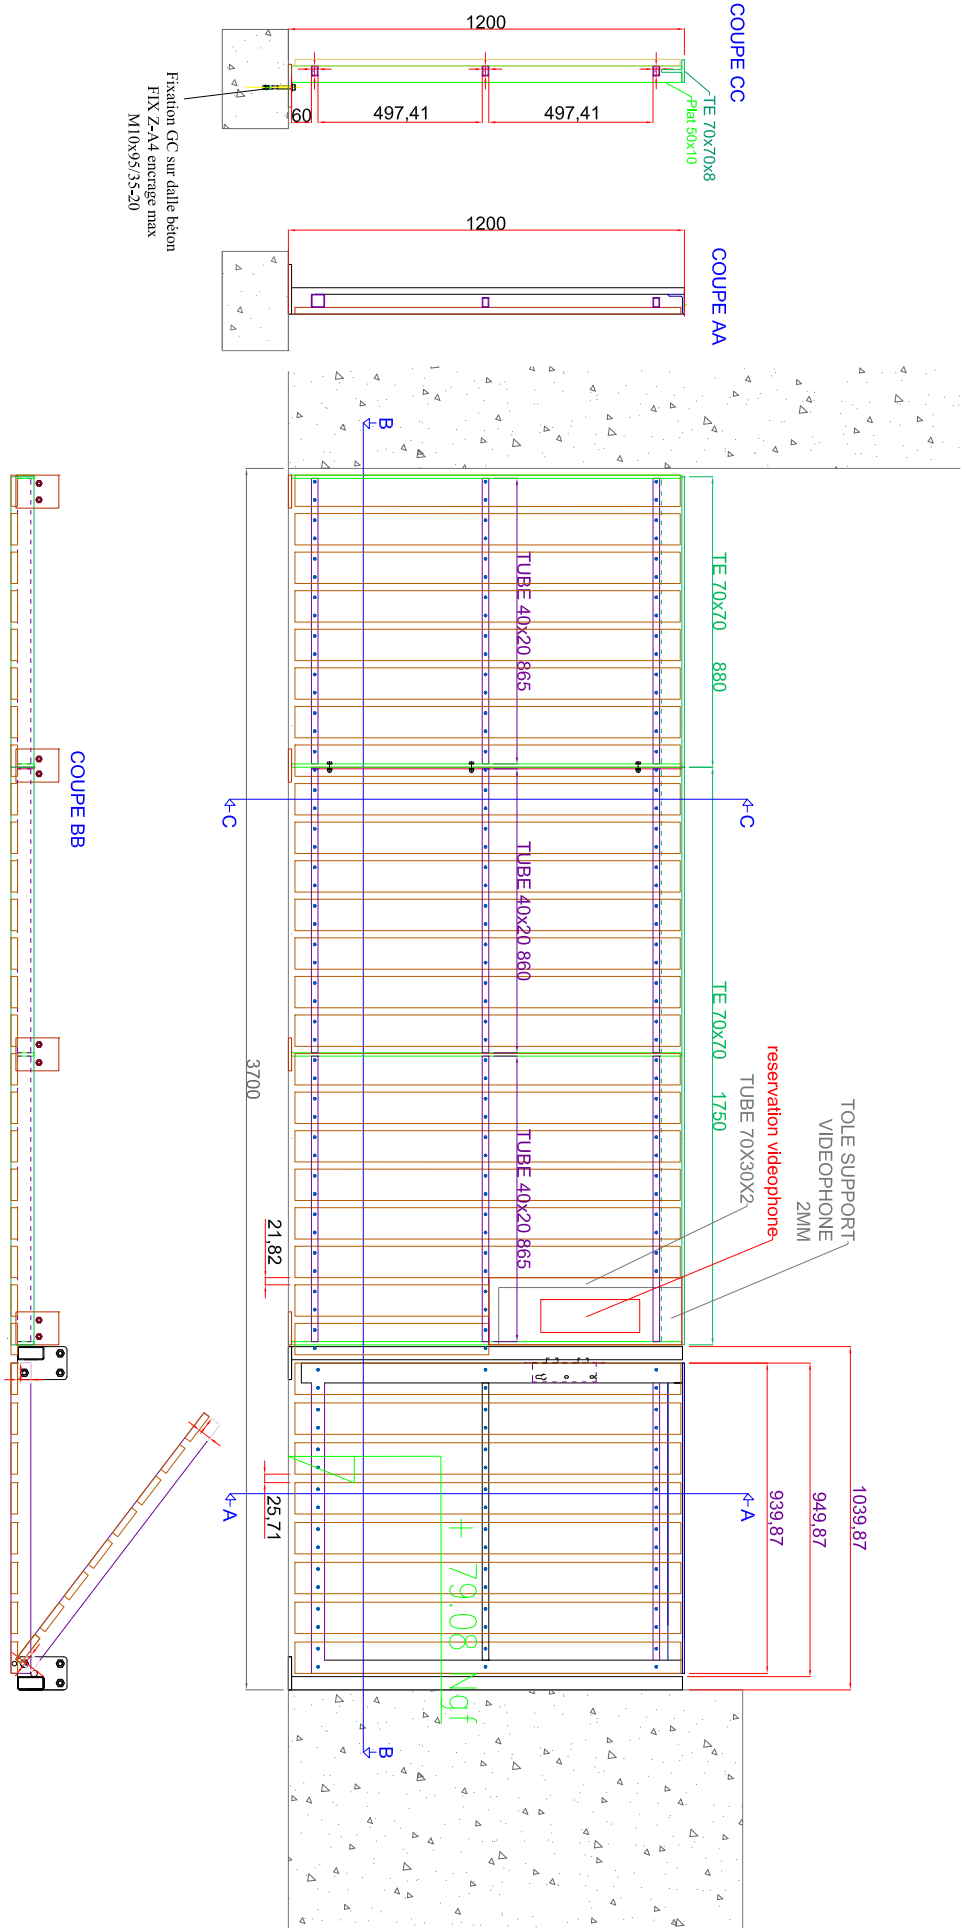 COUPE CC
1200
TE 70x70x8
Plat 50x10
497,41
497,41
60
Fixation GC sur dalle béton
FIX Z-A4 encrage max
M10x95/35-20
COUPE AA
1200
B
TE 70x70 880
TUBE 40x20 865
C
C
TUBE 40x20 860
TE 70x70 1750
TUBE 40x20 865
TOLE SUPPORT
VIDEOPHONE
2MM
reservation videophone
TUBE 70X30X2
3700
21,82
1039,87
949,87
939,87
A
A
25,71
+ 79.08 Ngf
B
COUPE BB